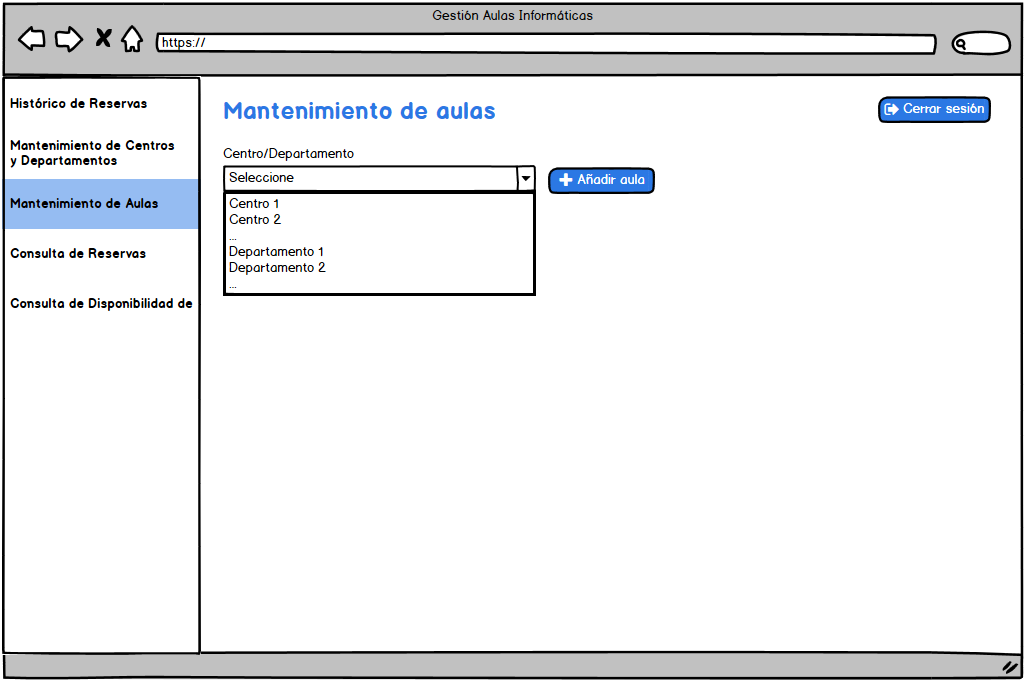 Gestión Aulas Informáticas
https://
Histórico de Reservas
Mantenimiento de Centros
y Departamentos
Mantenimiento de Aulas
Consulta de Reservas
Consulta de Disponibilidad de
Mantenimiento de aulas
Cerrar sesión
Centro/Departamento
Seleccione
Añadir aula
Centro 1
Centro 2
...
Departamento 1
Departamento 2
...